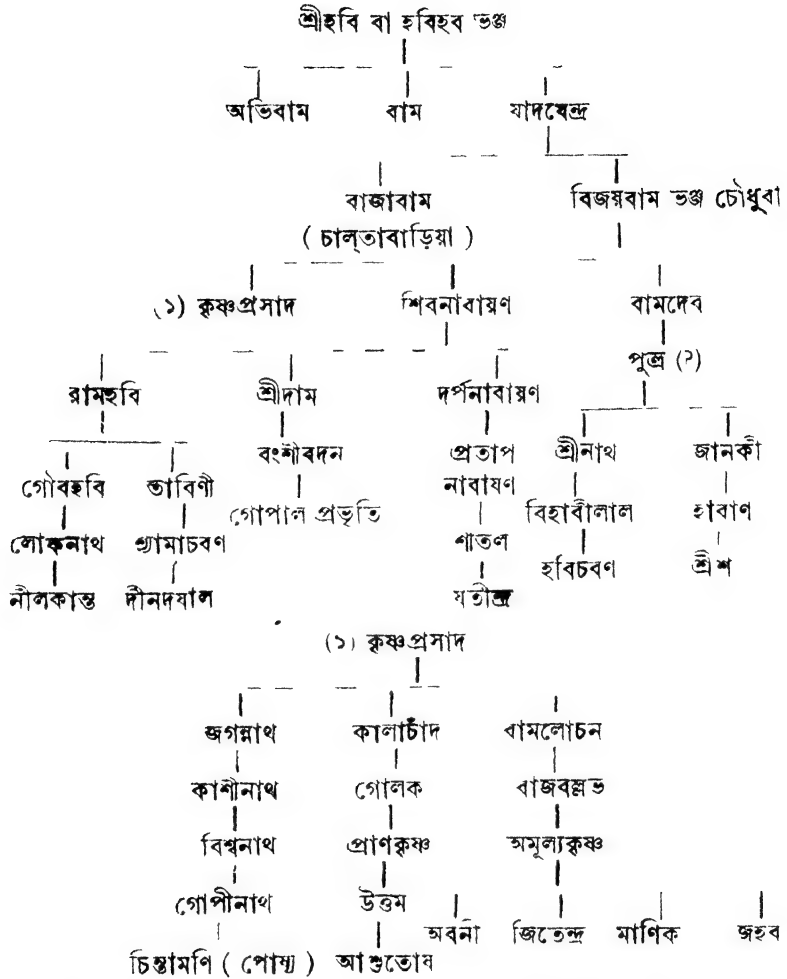 শ্রীহরি বা হরিহর ভঞ্জ
অভিরাম রাম যাদবেন্দ্র
রাজারাম বিজয়রাম ভঞ্জ চৌধুরী
( চাল্‌তাবাড়িয়া )
(১) কৃষ্ণপ্রসাদ শিবনারায়ণ রামদেব
পুত্র (?)
রামহরি শ্রীদাম দর্পনারায়ণ
বংশীবদন প্রতাপ শ্রীনাথ জানকী
গৌরহরি তারিণী নারায়ণ
গোপাল প্রভৃতি বিহারীলাল হারাণ
লোকনাথ শ্যামাচরণ শীতল
হরিচরণ শ্রীশ
নীলকান্ত দীনদয়াল যতীন্দ্র
(১) কৃষ্ণপ্রসাদ
জগন্নাথ কালাচাঁদ রামলোচন
কাশীনাথ গোলক রাজবল্লভ
বিশ্বনাথ প্রাণকৃষ্ণ অমূল্যকৃষ্ণ
গোপীনাথ উত্তম
অবনী জিতেন্দ্র মাণিক জহর
চিন্তামণি ( পোষ্য ) আশুতোষ